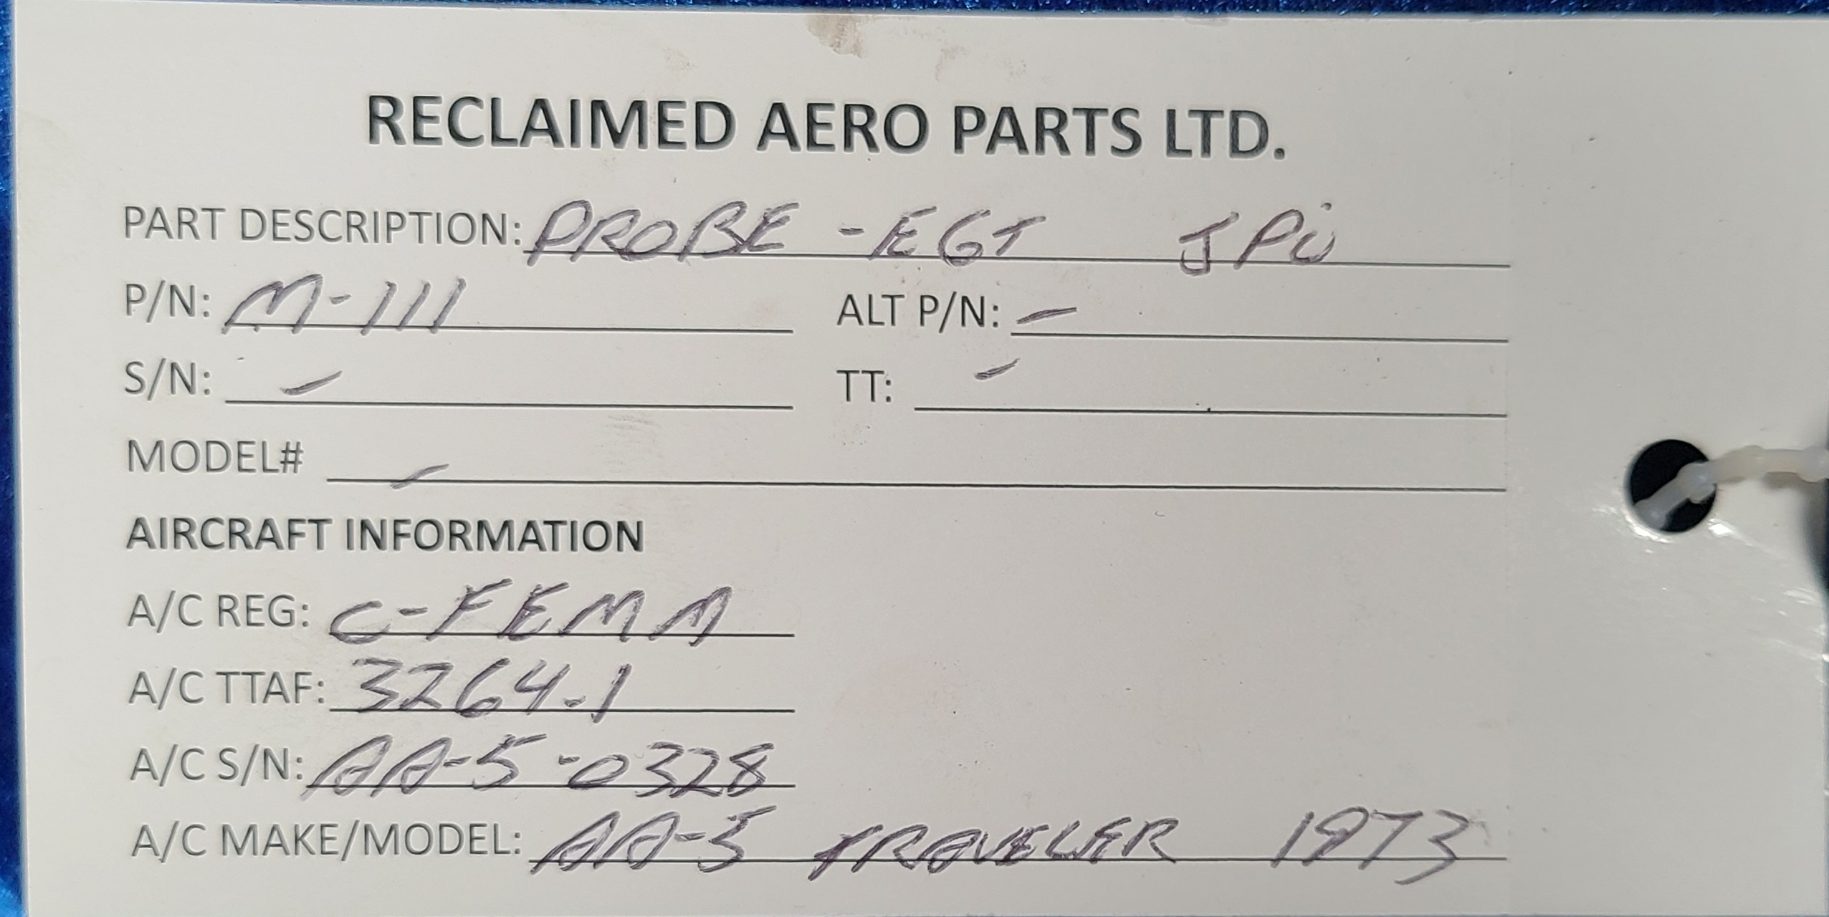 RECLAIMED AERO PARTS LTD.
PART DESCRIPTION: PROBE - EGT JPi
P/N: M-111 ALT P/N: -
S/N: - TT: -
MODEL# -
AIRCRAFT INFORMATION
A/C REG: C-FEMM
A/C TTAF: 3264.1
A/C S/N: AA-5-0328
A/C MAKE/MODEL: AA-5 TRAVELER 1973